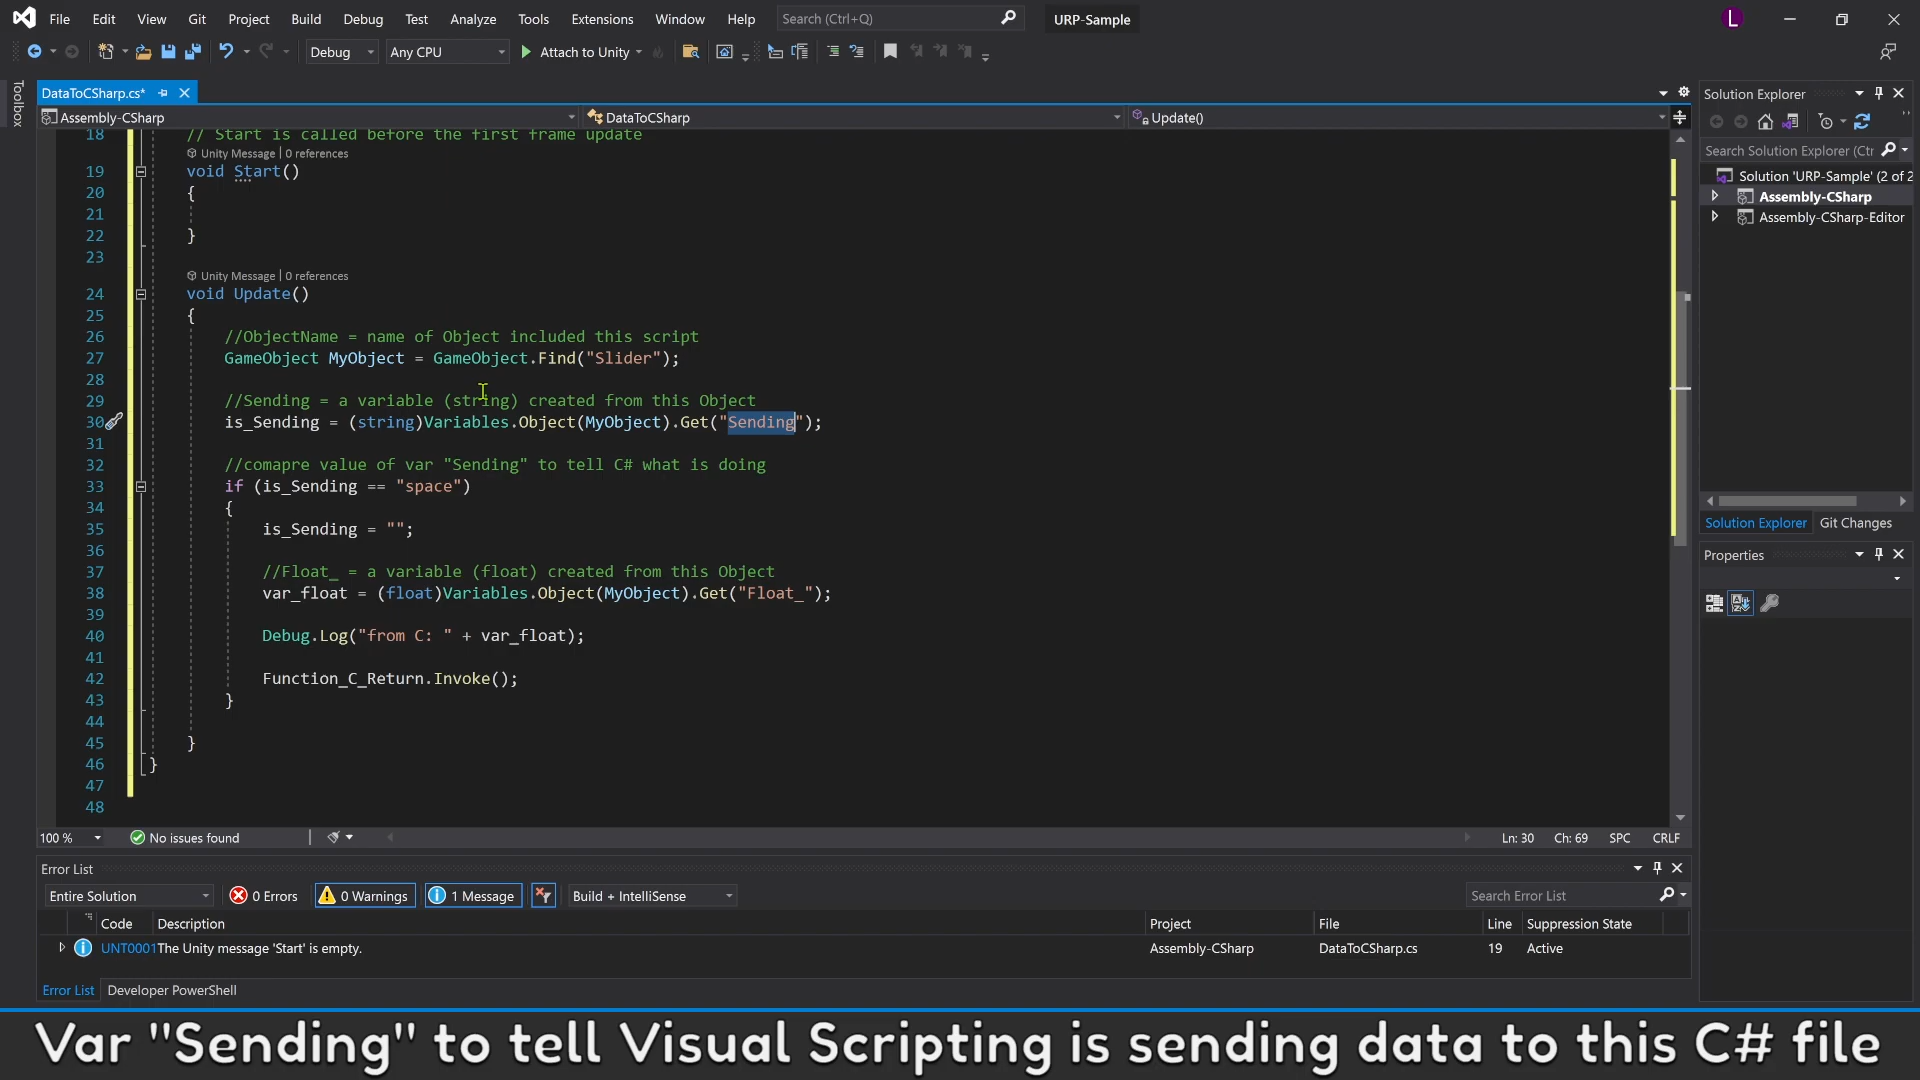 File Edit View Git Project Build Debug Test Analyze Tools Extensions Window Help Search (Ctrl+Q) URP-Sample L
Debug Any CPU Attach to Unity
Toolbox
DataToCSharp.cs*
Assembly-CSharp DataToCSharp Update()
18 // Start is called before the first frame update
Unity Message | 0 references
19 void Start()
20 {
21
22 }
23
Unity Message | 0 references
24 void Update()
25 {
26 //ObjectName = name of Object included this script
27 GameObject MyObject = GameObject.Find("Slider");
28
29 //Sending = a variable (string) created from this Object
30 is_Sending = (string)Variables.Object(MyObject).Get("Sending");
31
32 //comapre value of var "Sending" to tell C# what is doing
33 if (is_Sending == "space")
34 {
35 is_Sending = "";
36
37 //Float_ = a variable (float) created from this Object
38 var_float = (float)Variables.Object(MyObject).Get("Float_");
39
40 Debug.Log("from C: " + var_float);
41
42 Function_C_Return.Invoke();
43 }
44
45 }
46 }
47
48
100 % No issues found Ln: 30 Ch: 69 SPC CRLF
Solution Explorer
Search Solution Explorer (Ctr
Solution 'URP-Sample' (2 of 2
Assembly-CSharp
Assembly-CSharp-Editor
Solution Explorer Git Changes
Properties
Error List
Entire Solution 0 Errors 0 Warnings 1 Message Build + IntelliSense Search Error List
Code Description Project File Line Suppression State
UNT0001 The Unity message 'Start' is empty. Assembly-CSharp DataToCSharp.cs 19 Active
Error List Developer PowerShell
Var "Sending" to tell Visual Scripting is sending data to this C# file